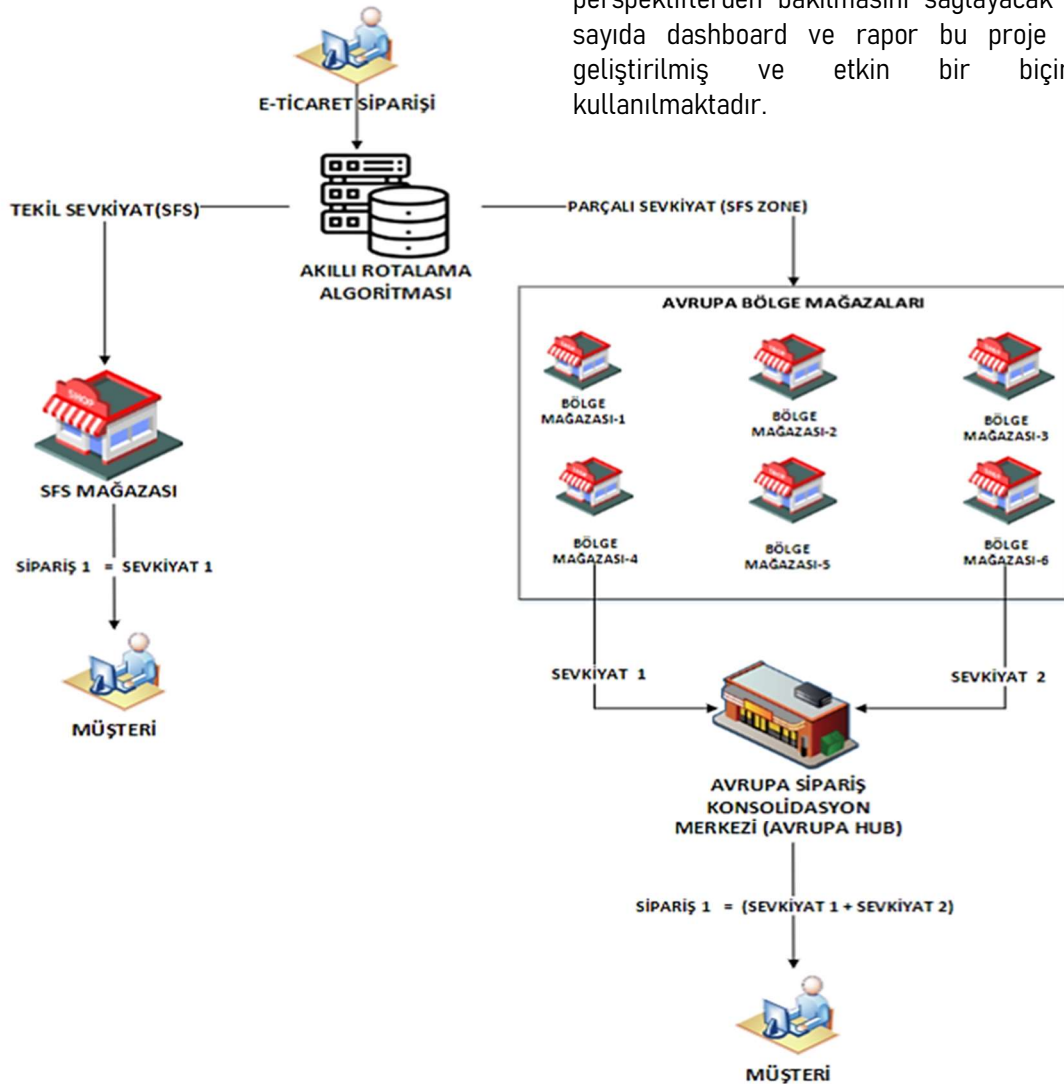 perspektiflerden bakılmasını sağlayacak
sayıda dashboard ve rapor bu proje
geliştirilmiş ve etkin bir
kullanılmaktadır.
E-TİCARET SİPARİŞİ
TEKİL SEVKİYAT(SFS)
PARÇALI SEVKİYAT (SFS ZONE)
AKILLI ROTALAMA
ALGORİTMASI
AVRUPA BÖLGE MAĞAZALARI
BÖLGE
MAĞAZASI-1
BÖLGE
MAĞAZASI-2
BÖLGE
MAĞAZASI-3
BÖLGE
MAĞAZASI-4
BÖLGE
MAĞAZASI-5
BÖLGE
MAĞAZASI-6
SHOP
SFS MAĞAZASI
SİPARİŞ 1 = SEVKİYAT 1
MÜŞTERİ
SEVKİYAT 1
SEVKİYAT 2
AVRUPA SİPARİŞ
KONSOLİDASYON
MERKEZİ (AVRUPA HUB)
SİPARİŞ 1 = (SEVKİYAT 1 + SEVKİYAT 2)
MÜŞTERİ